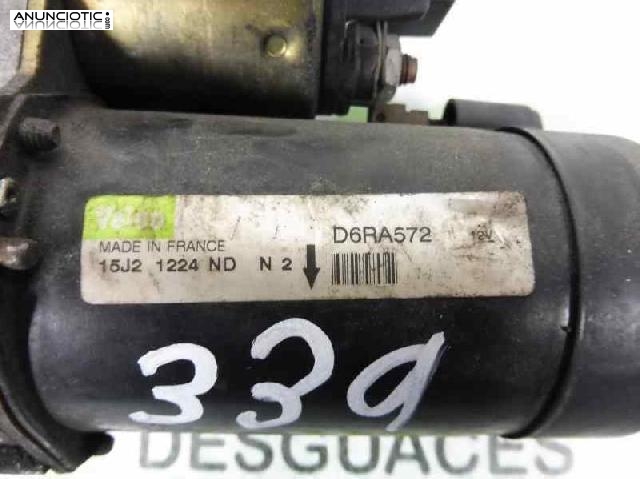 ANUNCIOTIC!
.COM
Valeo
D6RA572 12V
MADE IN FRANCE
15J2 1224 ND N 2
339
DESGUACES